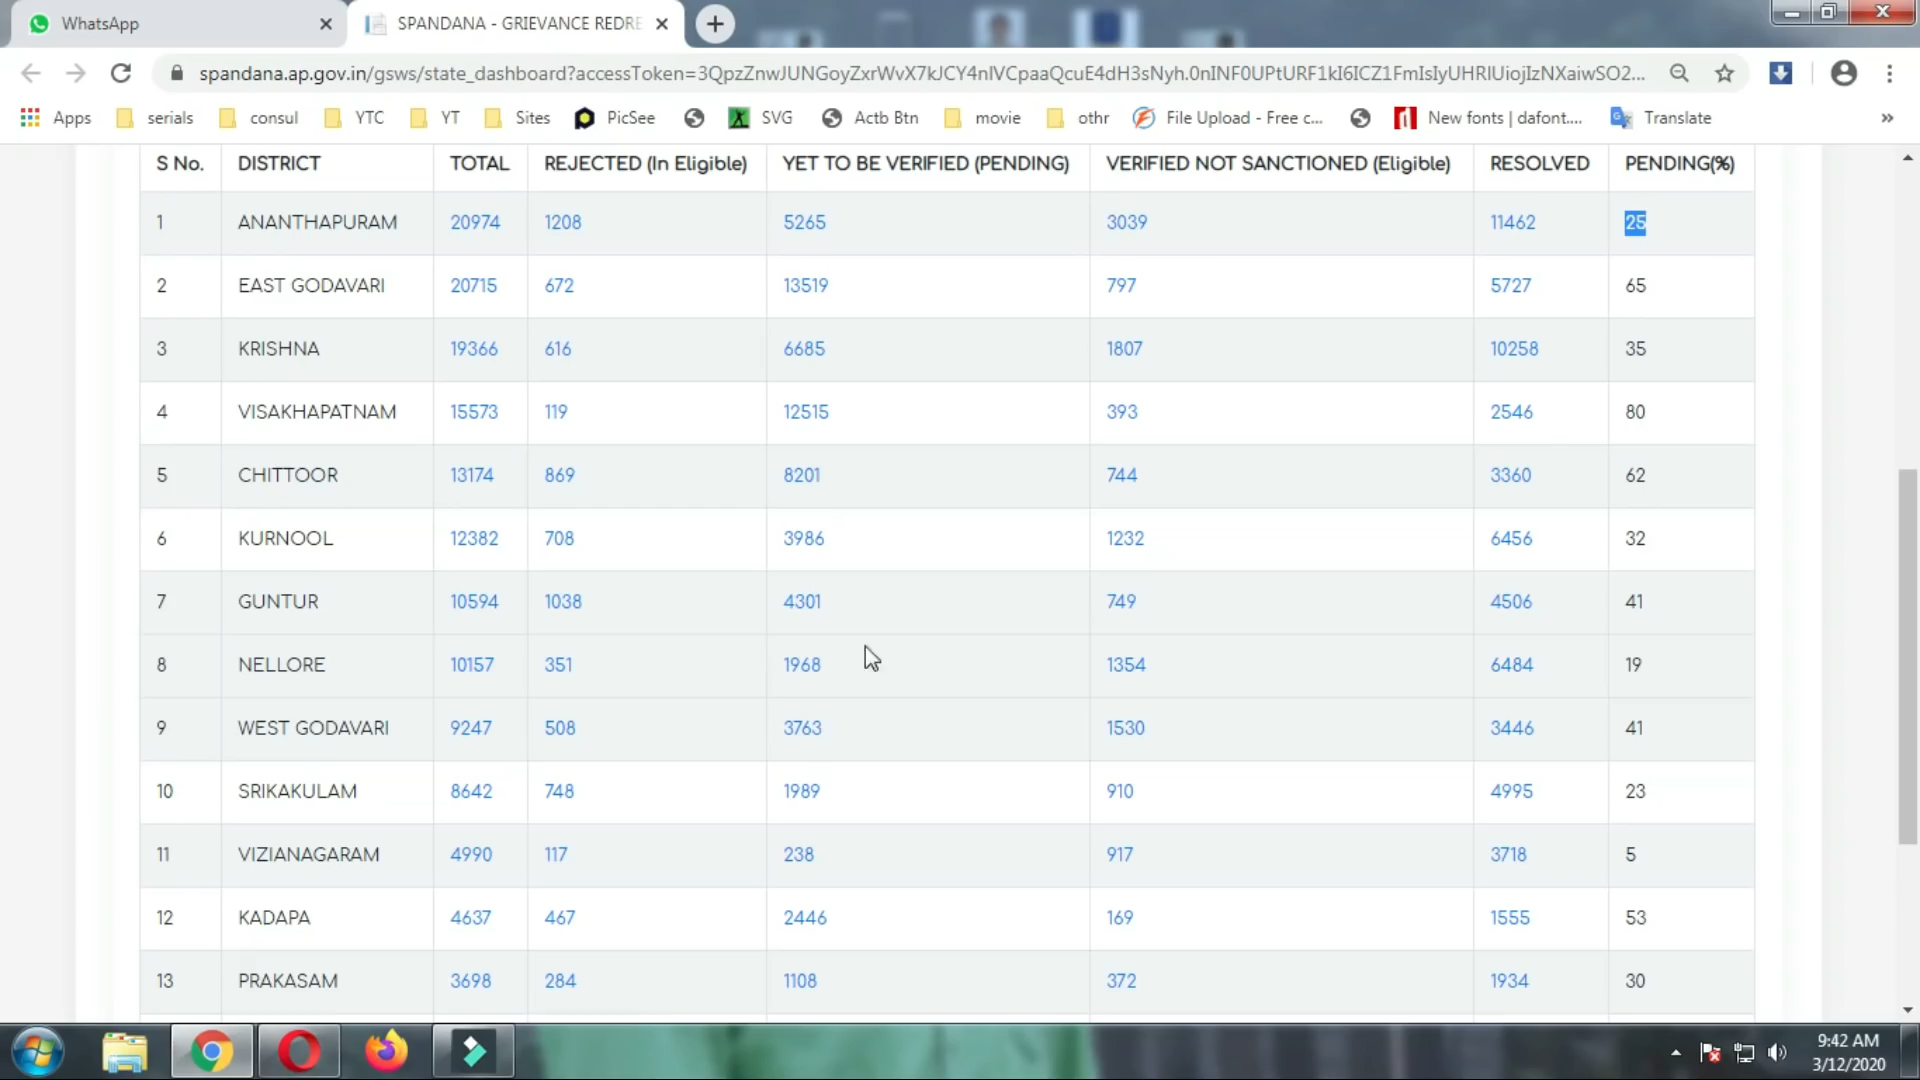 WhatsApp
SPANDANA - GRIEVANCE REDRE
spandana.ap.gov.in/gsws/state_dashboard?accessToken=3QpzZnwJUNGoyZxrWvX7kJCY4nlVCpaaQcuE4dH3sNyh.0nINF0UPtURF1kI6ICZ1FmIsIyUHRlUiojIzNXaiwSO2...
Apps serials consul YTC YT Sites PicSee SVG Actb Btn movie othr File Upload - Free c... New fonts | dafont.... Translate »
S No. DISTRICT TOTAL REJECTED (In Eligible) YET TO BE VERIFIED (PENDING) VERIFIED NOT SANCTIONED (Eligible) RESOLVED PENDING(%)
1 ANANTHAPURAM 20974 1208 5265 3039 11462 25
2 EAST GODAVARI 20715 672 13519 797 5727 65
3 KRISHNA 19366 616 6685 1807 10258 35
4 VISAKHAPATNAM 15573 119 12515 393 2546 80
5 CHITTOOR 13174 869 8201 744 3360 62
6 KURNOOL 12382 708 3986 1232 6456 32
7 GUNTUR 10594 1038 4301 749 4506 41
8 NELLORE 10157 351 1968 1354 6484 19
9 WEST GODAVARI 9247 508 3763 1530 3446 41
10 SRIKAKULAM 8642 748 1989 910 4995 23
11 VIZIANAGARAM 4990 117 238 917 3718 5
12 KADAPA 4637 467 2446 169 1555 53
13 PRAKASAM 3698 284 1108 372 1934 30
9:42 AM
3/12/2020